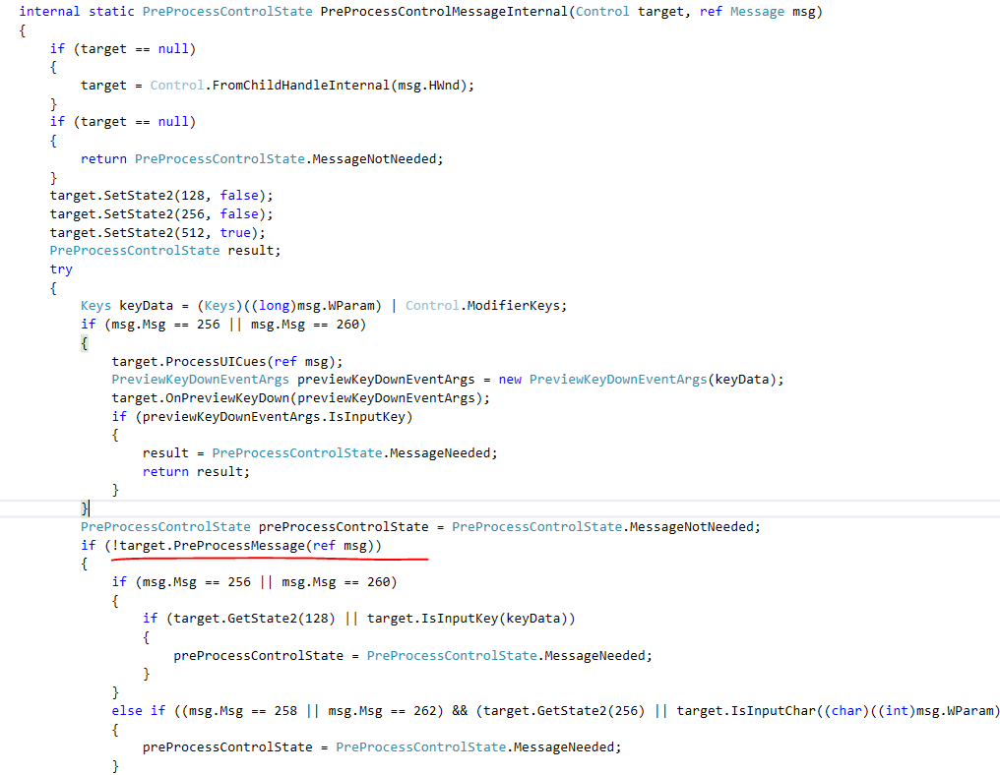 internal static PreProcessControlState PreProcessControlMessageInternal(Control target, ref Message msg)
{
    if (target == null)
    {
        target = Control.FromChildHandleInternal(msg.HWnd);
    }
    if (target == null)
    {
        return PreProcessControlState.MessageNotNeeded;
    }
    target.SetState2(128, false);
    target.SetState2(256, false);
    target.SetState2(512, true);
    PreProcessControlState result;
    try
    {
        Keys keyData = (Keys)((long)msg.WParam) | Control.ModifierKeys;
        if (msg.Msg == 256 || msg.Msg == 260)
        {
            target.ProcessUICues(ref msg);
            PreviewKeyDownEventArgs previewKeyDownEventArgs = new PreviewKeyDownEventArgs(keyData);
            target.OnPreviewKeyDown(previewKeyDownEventArgs);
            if (previewKeyDownEventArgs.IsInputKey)
            {
                result = PreProcessControlState.MessageNeeded;
                return result;
            }
        }
        PreProcessControlState preProcessControlState = PreProcessControlState.MessageNotNeeded;
        if (!target.PreProcessMessage(ref msg))
        {
            if (msg.Msg == 256 || msg.Msg == 260)
            {
                if (target.GetState2(128) || target.IsInputKey(keyData))
                {
                    preProcessControlState = PreProcessControlState.MessageNeeded;
                }
            }
            else if ((msg.Msg == 258 || msg.Msg == 262) && (target.GetState2(256) || target.IsInputChar((char)((int)msg.WParam)
            {
                preProcessControlState = PreProcessControlState.MessageNeeded;
            }